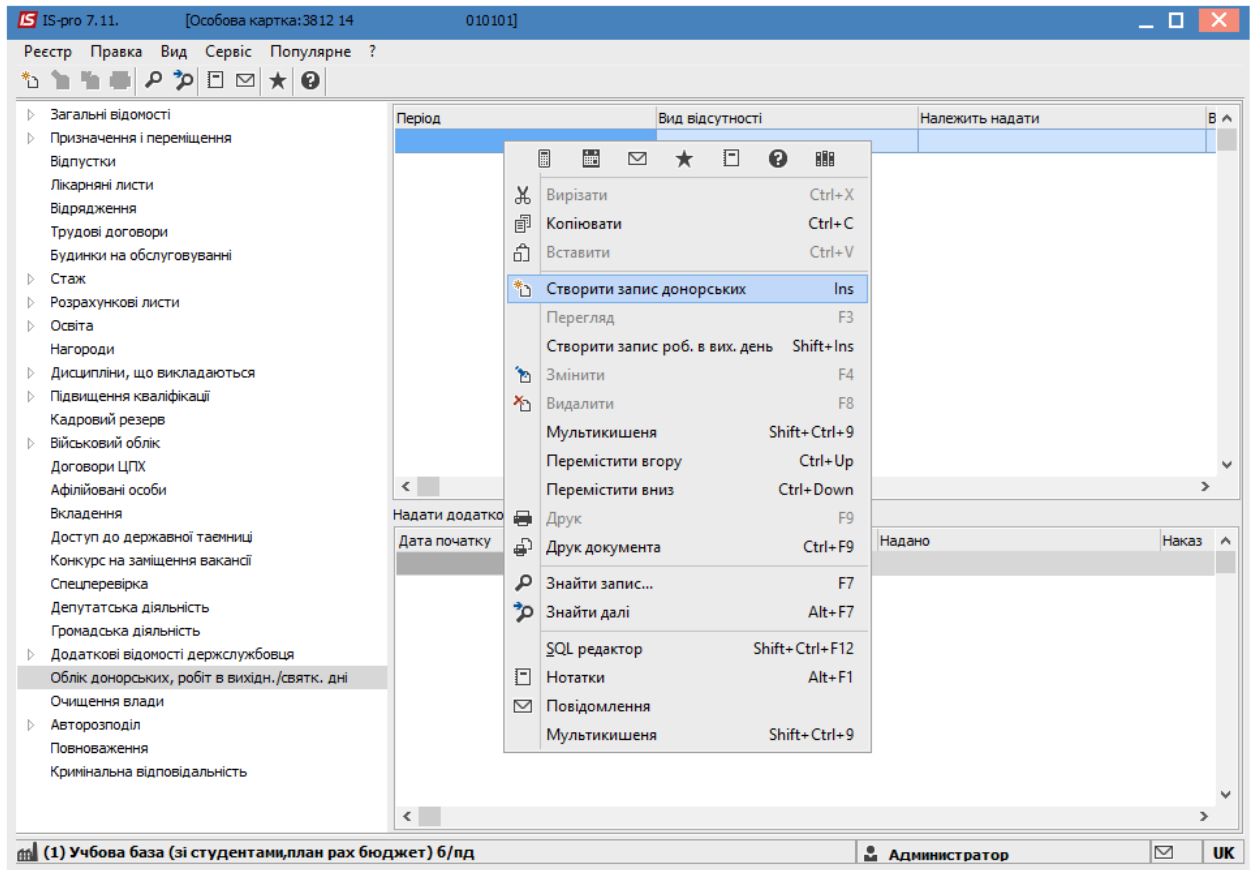 IS IS-pro 7.11. [Особова картка:3812 14 010101]
Реєстр Правка Вид Сервіс Популярне ?
Загальні відомості
Призначення і переміщення
Відпустки
Лікарняні листи
Відрядження
Трудові договори
Будинки на обслуговуванні
Стаж
Розрахункові листи
Освіта
Нагороди
Дисципліни, що викладаються
Підвищення кваліфікації
Кадровий резерв
Військовий облік
Договори ЦПХ
Афілійовані особи
Вкладення
Доступ до державної таємниці
Конкурс на заміщення вакансії
Спецперевірка
Депутатська діяльність
Громадська діяльність
Додаткові відомості держслужбовця
Облік донорських, робіт в вихідн./святк. дні
Очищення влади
Авторозподіл
Повноваження
Кримінальна відповідальність
Період Вид відсутності Належить надати В
Вирізати Ctrl+X
Копіювати Ctrl+C
Вставити Ctrl+V
Створити запис донорських Ins
Перегляд F3
Створити запис роб. в вих. день Shift+Ins
Змінити F4
Видалити F8
Мультикишеня Shift+Ctrl+9
Перемістити вгору Ctrl+Up
Перемістити вниз Ctrl+Down
Друк F9
Друк документа Ctrl+F9
Знайти запис... F7
Знайти далі Alt+F7
SQL редактор Shift+Ctrl+F12
Нотатки Alt+F1
Повідомлення
Мультикишеня Shift+Ctrl+9
Надати додатко
Дата початку Надано Наказ
(1) Учбова база (зі студентами,план рах бюджет) б/пд Администратор UK